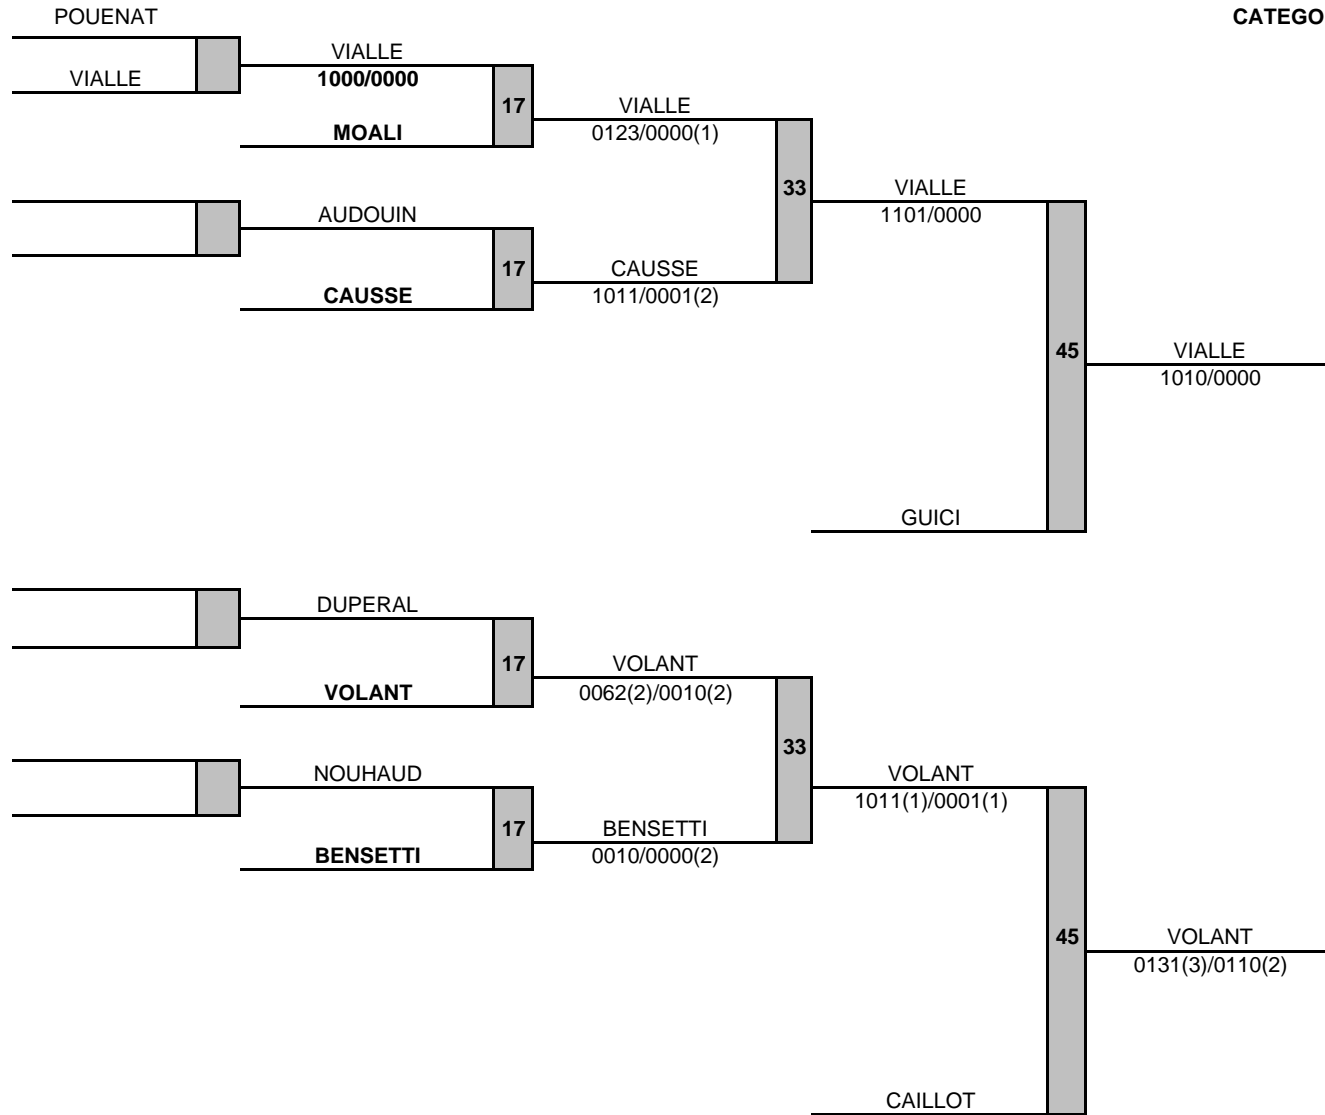 POUENAT
CATEGO
VIALLE
VIALLE
1000/0000
17
VIALLE
MOALI
0123/0000(1)
33
VIALLE
AUDOUIN
1101/0000
17
CAUSSE
CAUSSE
1011/0001(2)
45
VIALLE
1010/0000
GUICI
DUPERAL
17
VOLANT
VOLANT
0062(2)/0010(2)
33
NOUHAUD
VOLANT
1011(1)/0001(1)
17
BENSETTI
BENSETTI
0010/0000(2)
45
VOLANT
0131(3)/0110(2)
CAILLOT